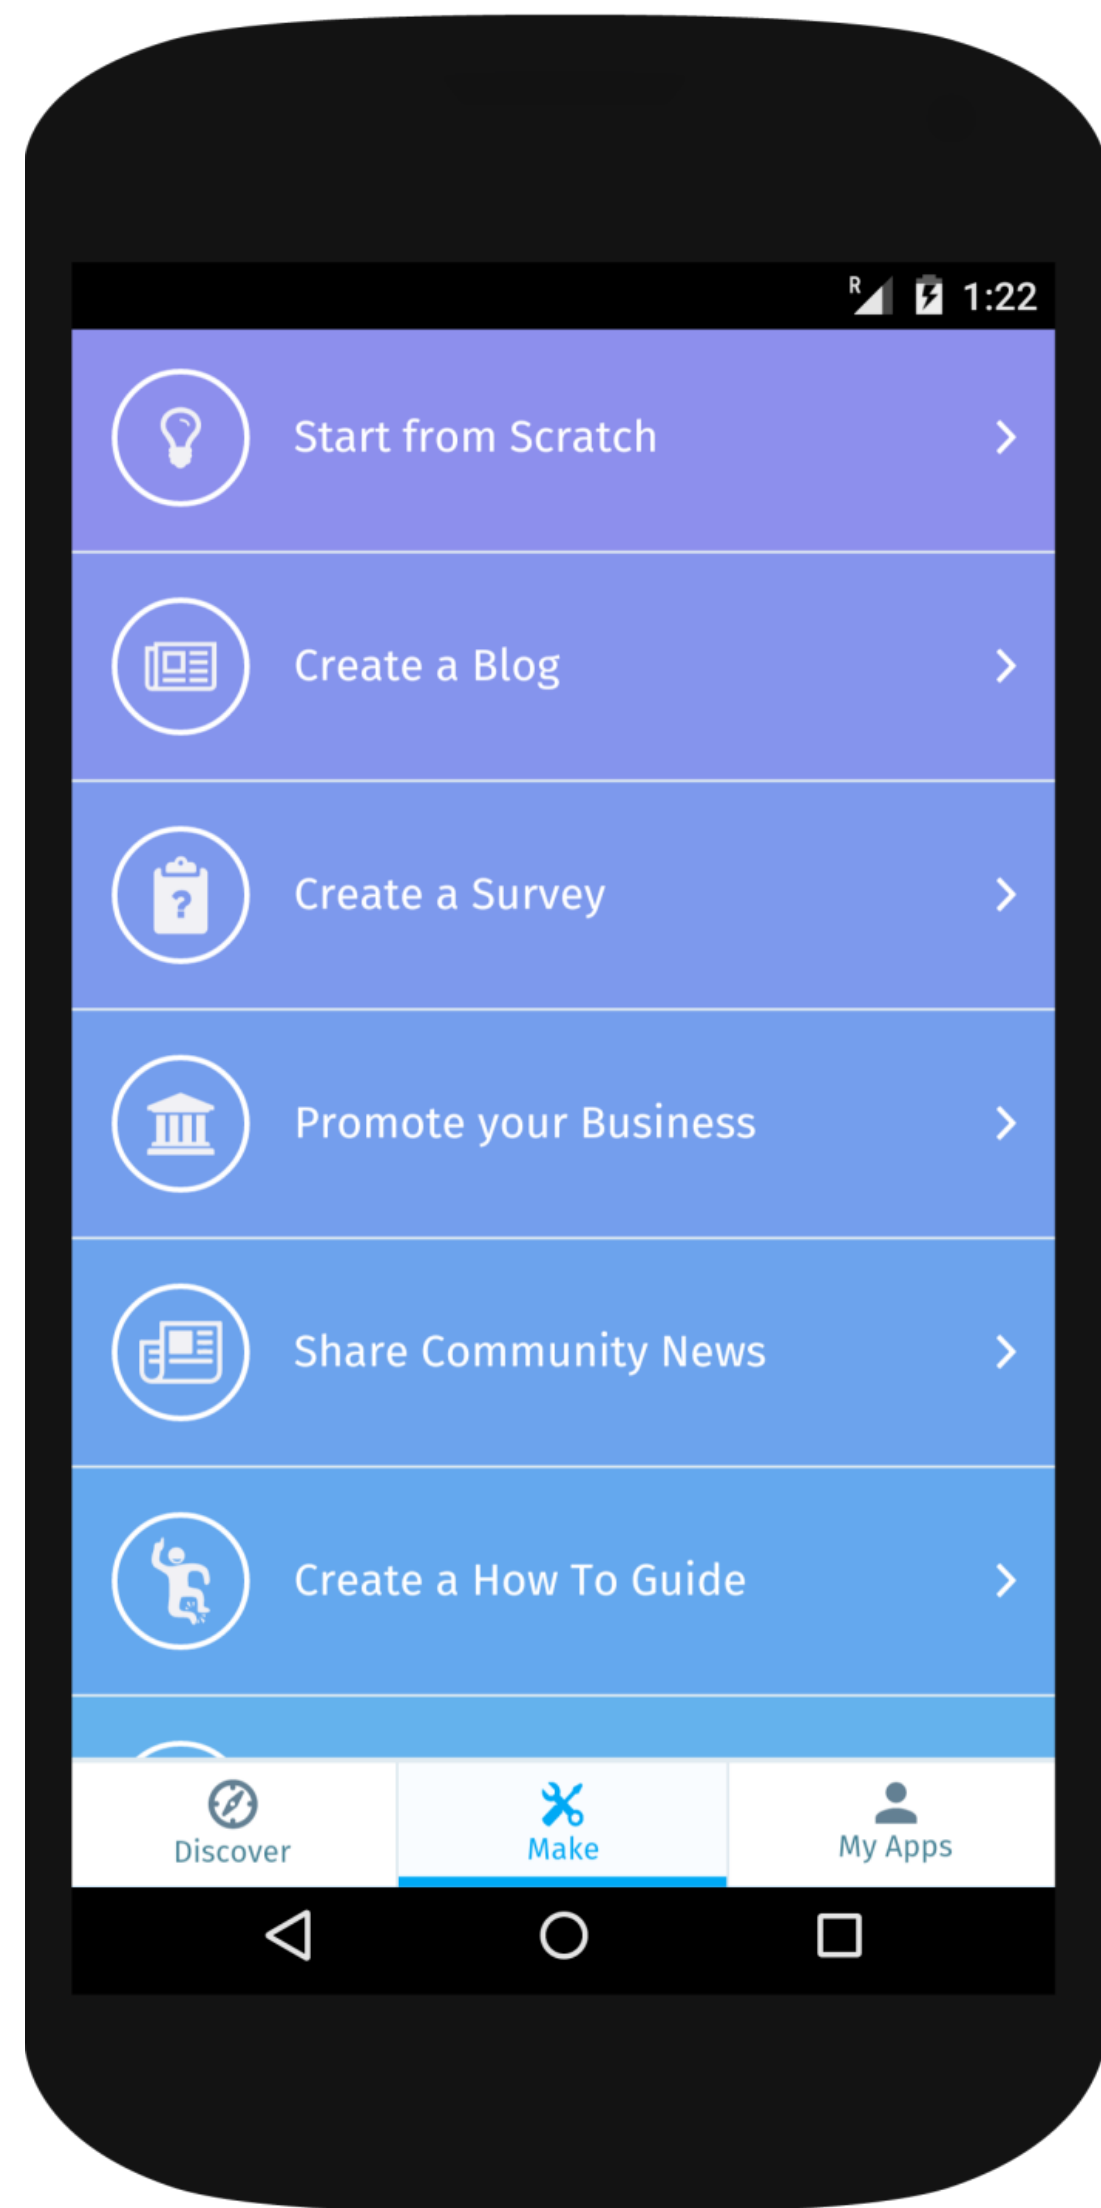 R 1:22
Start from Scratch
Create a Blog
?
Create a Survey
Promote your Business
Share Community News
Create a How To Guide
Discover
Make
My Apps